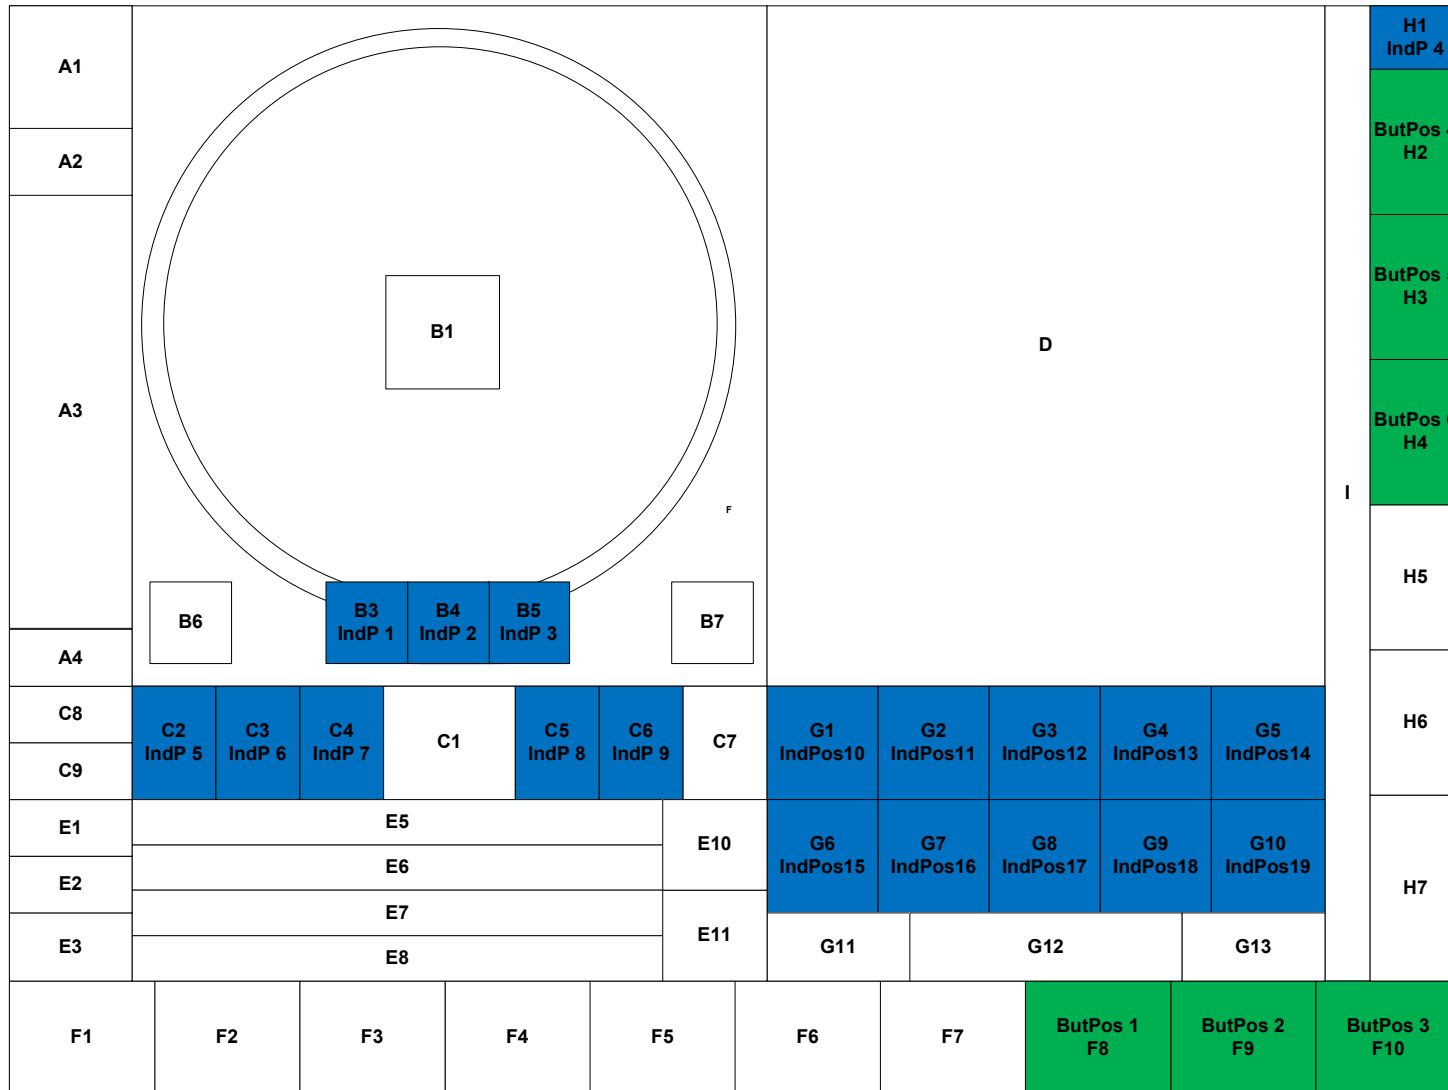 A1
A2
A3
A4
B1
F
B6
B3
IndP 1
B4
IndP 2
B5
IndP 3
B7
D
I
H1
IndP 4
ButPos
H2
ButPos
H3
ButPos
H4
H5
H6
H7
C8
C9
C2
IndP 5
C3
IndP 6
C4
IndP 7
C1
C5
IndP 8
C6
IndP 9
C7
G1
IndPos10
G2
IndPos11
G3
IndPos12
G4
IndPos13
G5
IndPos14
E1
E2
E3
E5
E6
E7
E8
E10
E11
G6
IndPos15
G7
IndPos16
G8
IndPos17
G9
IndPos18
G10
IndPos19
G11
G12
G13
F1
F2
F3
F4
F5
F6
F7
ButPos 1
F8
ButPos 2
F9
ButPos 3
F10